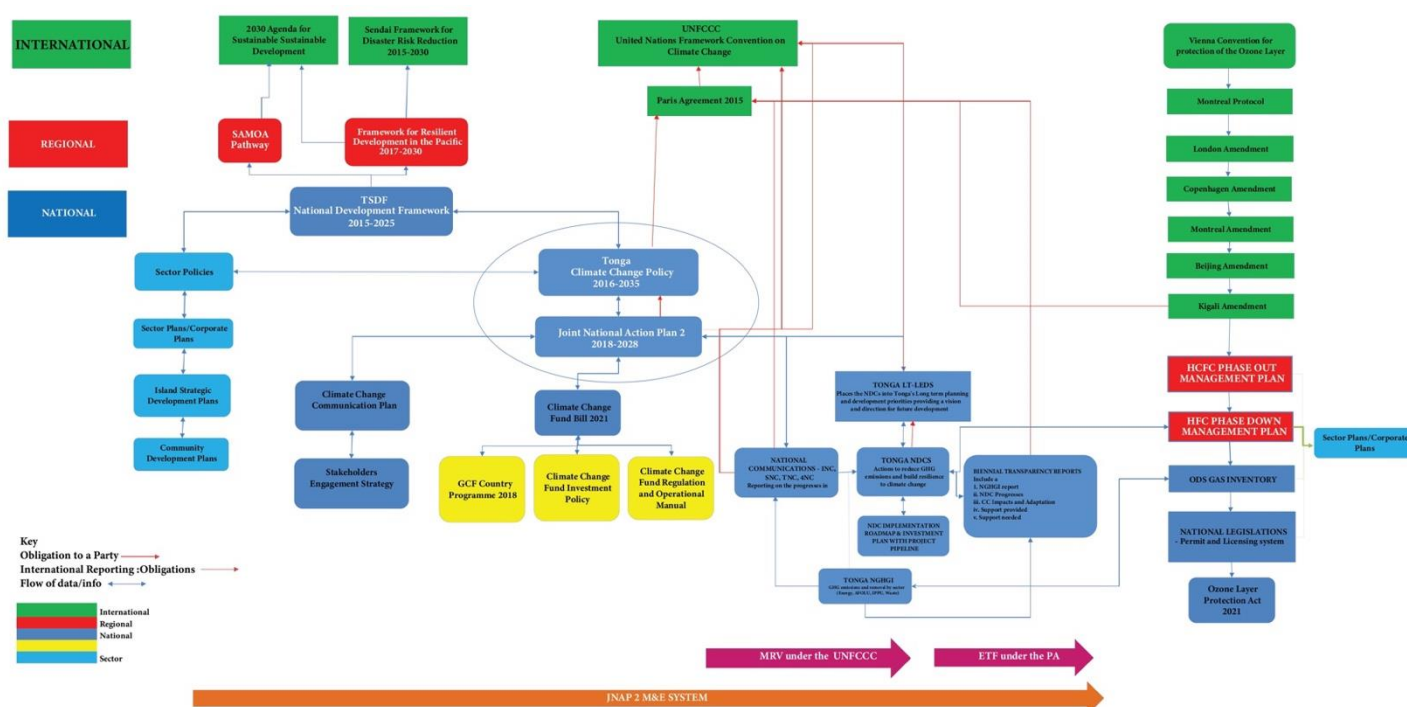 INTERNATIONAL
2030 Agenda for
Sustainable Sustainable
Development
Sendai Framework for
Disaster Risk Reduction
2015-2030
UNFCCC
United Nations Framework Convention on
Climate Change
Vienna Convention for
protection of the Ozone Layer
Paris Agreement 2015
Montreal Protocol
REGIONAL
SAMOA
Pathway
Framework for Resilient
Development in the Pacific
2017-2030
London Amendment
Copenhagen Amendment
NATIONAL
TSDF
National Development Framework
2015-2025
Montreal Amendment
Sector Policies
Tonga
Climate Change Policy
2016-2035
Beijing Amendment
Kigali Amendment
Sector Plans/Corporate
Plans
Joint National Action Plan 2
2018-2028
HCFC PHASE OUT
MANAGEMENT PLAN
Island Strategic
Development Plans
Climate Change
Communication Plan
Climate Change
Fund Bill 2021
TONGA LT-LEDS
Places the NDCs into Tonga's Long term planning
and development priorities providing a vision
and direction for future development
HFC PHASE DOWN
MANAGEMENT PLAN
Sector Plans/Corporate
Plans
Community
Development Plans
Stakeholders
Engagement Strategy
GCF Country
Programme 2018
Climate Change
Fund Investment
Policy
Climate Change
Fund Regulation
and Operational
Manual
NATIONAL
COMMUNICATIONS - INC,
SNC, TNC, 4NC
Reporting on the progresses in
TONGA NDCS
Actions to reduce GHG
emissions and build resilience
to climate change
BIENNIAL TRANSPARENCY REPORTS
Include a
i. NGHGI report
ii. NDC Progresses
iii. CC Impacts and Adaptation
iv. Support provided
v. Support needed
ODS GAS INVENTORY
NDC IMPLEMENTATION
ROADMAP & INVESTMENT
PLAN WITH PROJECT
PIPELINE
NATIONAL LEGISLATIONS
- Permit and Licensing system
TONGA NGHGI
GHG emissions and removal by sector
(Energy, AFOLU, IPPU, Waste)
Ozone Layer
Protection Act
2021
Key
Obligation to a Party
International Reporting :Obligations
Flow of data/info
International
Regional
National
Sector
MRV under the UNFCCC
ETF under the PA
JNAP 2 M&E SYSTEM